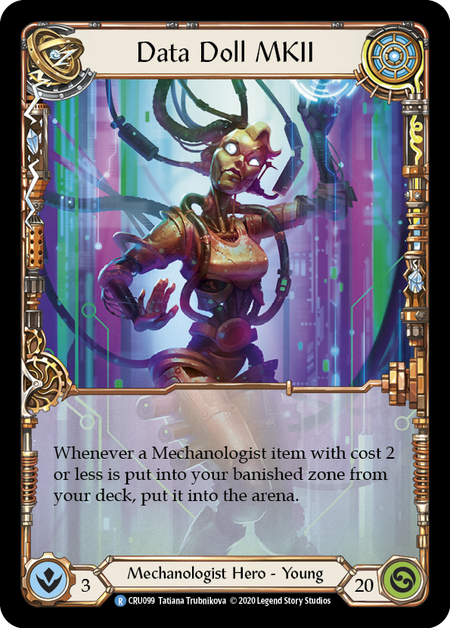 Data Doll MKII
Whenever a Mechanologist item with cost 2
or less is put into your banished zone from
your deck, put it into the arena.
3
Mechanologist Hero - Young
20
R CRU099 Tatiana Trubnikova © 2020 Legend Story Studios